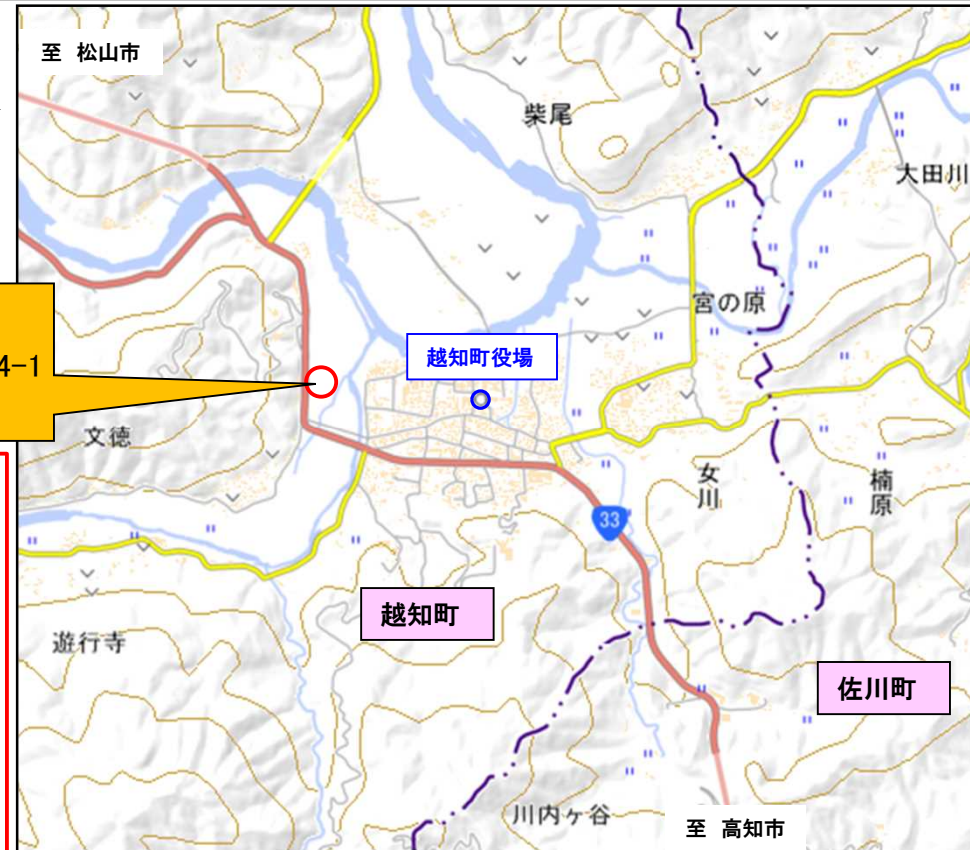 至 松山市
柴尾
大田川
宮の原
越知町役場
4-1
文徳
女川
楠原
33
越知町
遊行寺
佐川町
川内ヶ谷
至 高知市